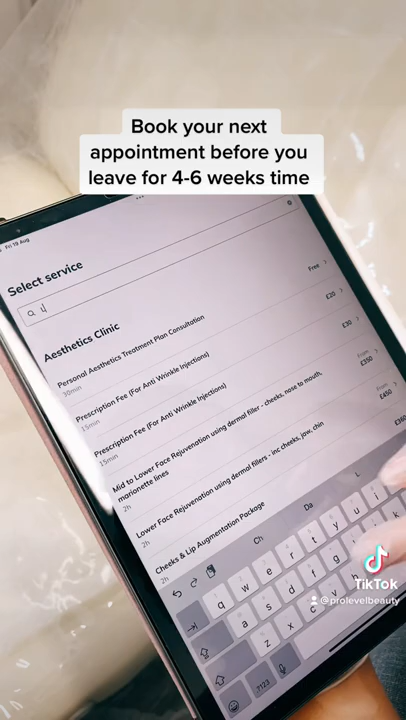 Book your next
appointment before you
leave for 4-6 weeks time
Fri 19 Aug
Select service
L
Aesthetics Clinic
Personal Aesthetics Treatment Plan Consultation
30min
Free
Prescription Fee (For Anti Wrinkle Injections)
15min
£20
Prescription Fee (For Anti Wrinkle Injections)
15min
£30
Mid to Lower Face Rejuvenation using dermal filler - cheeks, nose to mouth,
marionette lines
2h
From
£350
Lower Face Rejuvenation using dermal fillers - inc cheeks, jaw, chin
2h
From
£450
Cheeks & Lip Augmentation Package
2h
£360
Ch Da L
q w e r t y u i
a s d f g h
z x c v
?123
TikTok
@prolevelbeauty